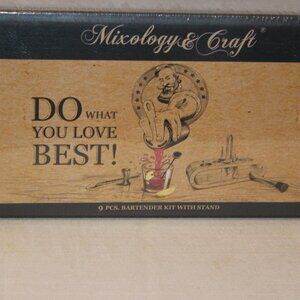 Mixology & Craft®
DO WHAT
YOU LOVE
BEST!
9 PCS. BARTENDER KIT WITH STAND